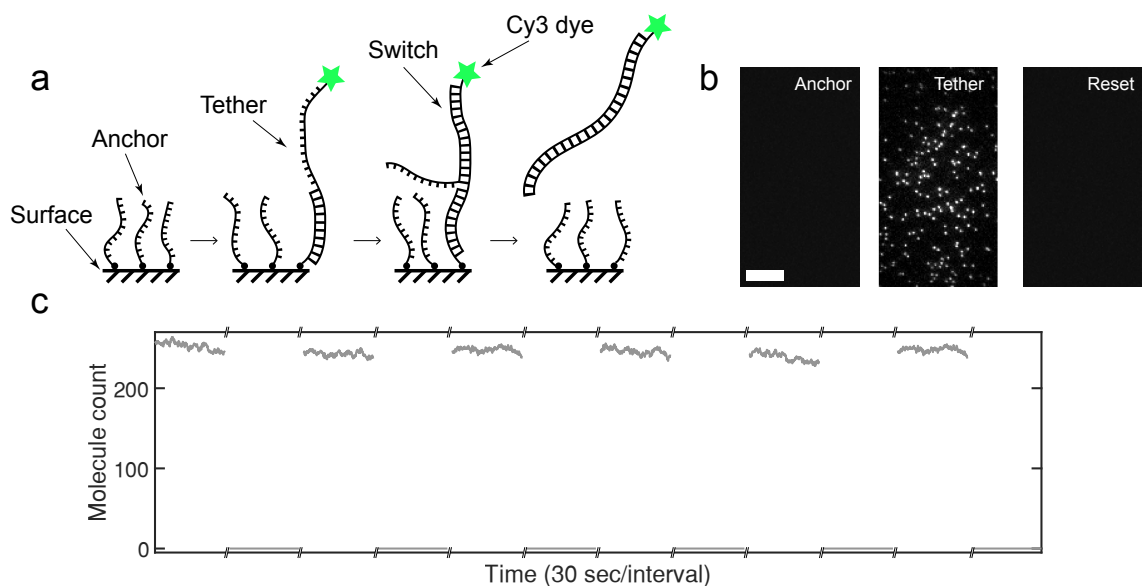 a
Surface
Anchor
Tether
Switch
Cy3 dye
b
Anchor
Tether
Reset
c
Molecule count
200
100
0
Time (30 sec/interval)